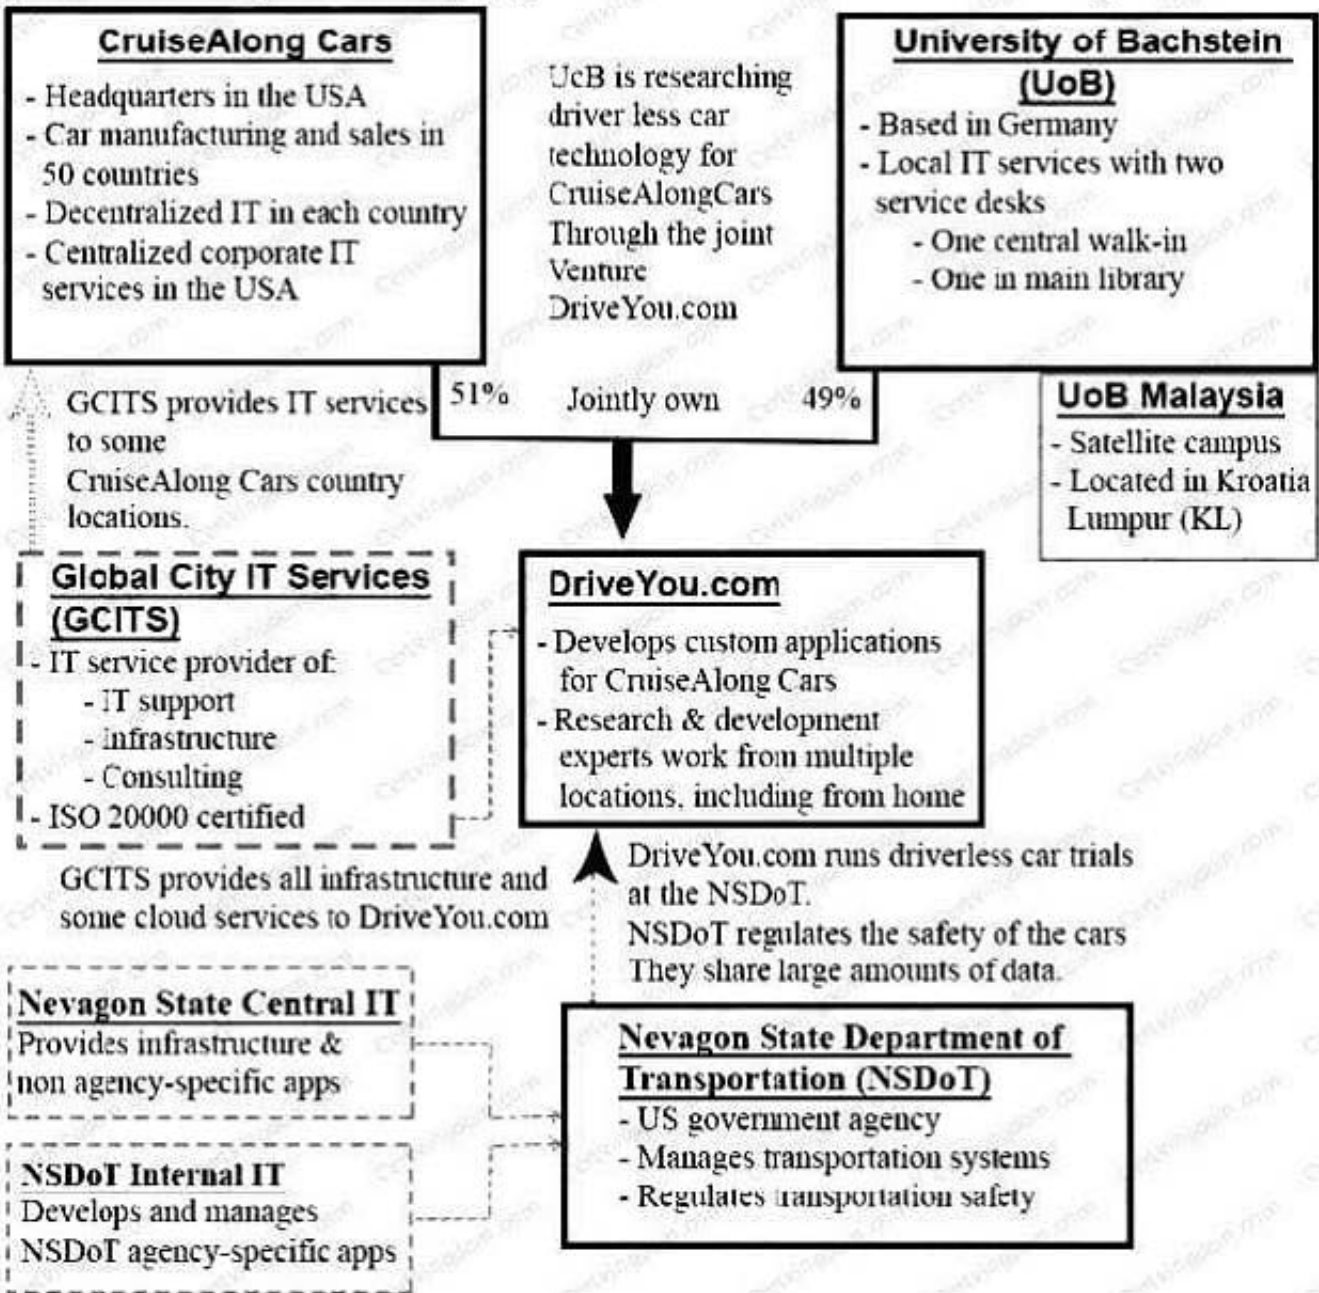 CruiseAlong Cars
- Headquarters in the USA
- Car manufacturing and sales in
50 countries
- Decentralized IT in each country
- Centralized corporate IT
services in the USA
UcB is researching
driver less car
technology for
CruiseAlongCars
Through the joint
Venture
DriveYou.com
University of Bachstein
(UoB)
- Based in Germany
- Local IT services with two
service desks
- One central walk-in
- One in main library
51%
Jointly own
49%
UoB Malaysia
- Satellite campus
- Located in Kroatia
Lumpur (KL)
GCITS provides IT services
to some
CruiseAlong Cars country
locations.
Global City IT Services
(GCITS)
- IT service provider of:
- IT support
- Infrastructure
- Consulting
- ISO 20000 certified
DriveYou.com
- Develops custom applications
for CruiseAlong Cars
- Research & development
experts work from multiple
locations, including from home
GCITS provides all infrastructure and
some cloud services to DriveYou.com
DriveYou.com runs driverless car trials
at the NSDoT.
NSDoT regulates the safety of the cars
They share large amounts of data.
Nevagon State Central IT
Provides infrastructure &
non agency-specific apps
NSDoT Internal IT
Develops and manages
NSDoT agency-specific apps
Nevagon State Department of
Transportation (NSDoT)
- US government agency
- Manages transportation systems
- Regulates transportation safety